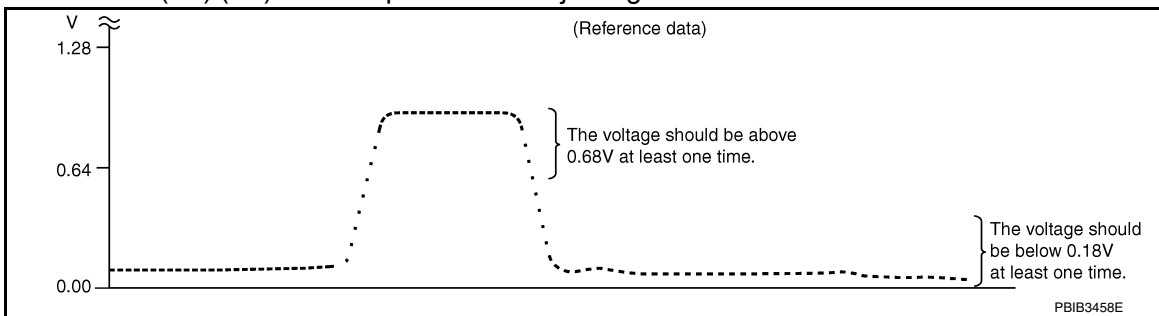 V
(Reference data)
1.28
The voltage should be above
0.68V at least one time.
0.64
The voltage should
be below 0.18V
at least one time.
0.00
PBIB3458E